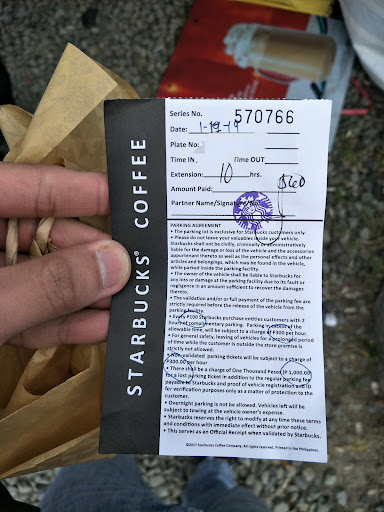 STARBUCKS® COFFEE
Series No. 570766
Date: 1-19-19
Plate No:
Time IN Time OUT
Extension: 10 hrs.
Amount Paid:
Partner Name/Signature/No.
PARKING AGREEMENT
• The parking lot is exclusive for Starbucks customers only.
• Please do not leave your valuables inside your vehicle.
Starbucks shall not be civilly, criminally or administratively
liable for the damage or loss of the vehicle and the accessories
appurtenant thereto as well as the personal effects and other
articles and belongings, which may be found in the vehicle,
while parked inside the parking facility.
• The owner of the vehicle shall be liable to Starbucks for
any loss or damage at the parking facility due to its fault or
negligence in an amount sufficient to recover the damages
thereto.
• The validation and/or full payment of the parking fee are
strictly required before the release of the vehicle from the
parking facility.
• Every P100 Starbucks purchase entitles customers with 2
hours of complimentary parking. Parking in excess of the
allowable time, will be subject to a charge of P100 per hour.
• For general safety, leaving of vehicles for a prolonged period
of time while the customer is outside the store premise is
strictly not allowed.
• Non validated parking tickets will be subject to a charge of
P300.00 per hour
• There shall be a charge of One Thousand Pesos (P 1,000.00)
for a lost parking ticket in addition to the regular parking fee
payable to Starbucks and proof of vehicle registration and ID
for verification purposes only as a matter of protection to the
customer.
• Overnight parking is not allowed. Vehicles left will be
subject to towing at the vehicle owner's expense.
• Starbucks reserves the right to modify at any time these terms
and conditions with immediate effect without prior notice.
• This serves as an Official Receipt when validated by Starbucks.
©2017 Starbucks Coffee Company. All rights reserved. Printed in the Philippines.